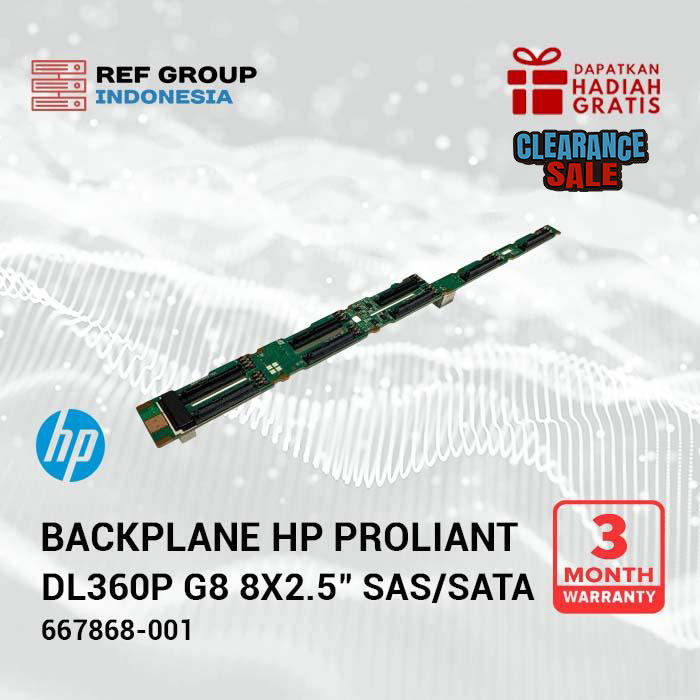 REF GROUP
INDONESIA
DAPATKAN
HADIAH
GRATIS
CLEARANCE
SALE
hp
BACKPLANE HP PROLIANT
DL360P G8 8X2.5” SAS/SATA
667868-001
3
MONTH
WARRANTY